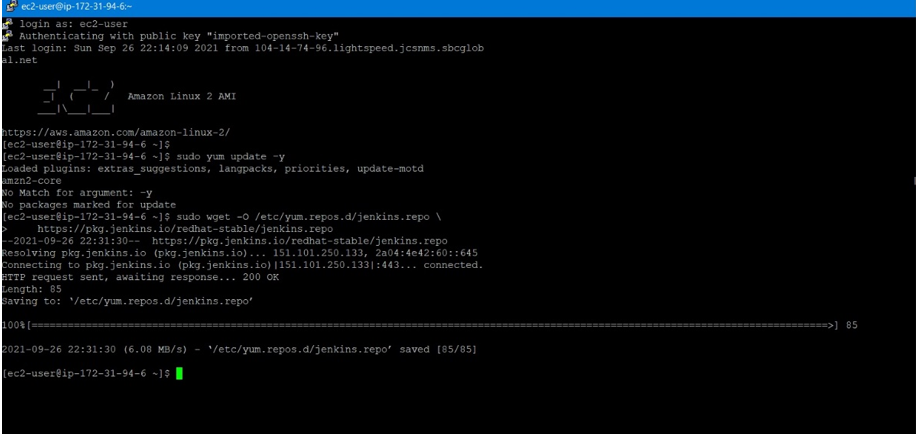 ec2-user@ip-172-31-94-6:~
login as: ec2-user
Authenticating with public key "imported-openssh-key"
Last login: Sun Sep 26 22:14:09 2021 from 104-14-74-96.lightspeed.jcsnms.sbcglob
al.net
__|  __|_  )
_|  (     /   Amazon Linux 2 AMI
___|\___|___|
https://aws.amazon.com/amazon-linux-2/
[ec2-user@ip-172-31-94-6 ~]$
[ec2-user@ip-172-31-94-6 ~]$ sudo yum update –y
Loaded plugins: extras_suggestions, langpacks, priorities, update-motd
amzn2-core
No Match for argument: –y
No packages marked for update
[ec2-user@ip-172-31-94-6 ~]$ sudo wget -O /etc/yum.repos.d/jenkins.repo \
>     https://pkg.jenkins.io/redhat-stable/jenkins.repo
--2021-09-26 22:31:30--  https://pkg.jenkins.io/redhat-stable/jenkins.repo
Resolving pkg.jenkins.io (pkg.jenkins.io)... 151.101.250.133, 2a04:4e42:60::645
Connecting to pkg.jenkins.io (pkg.jenkins.io)|151.101.250.133|:443... connected.
HTTP request sent, awaiting response... 200 OK
Length: 85
Saving to: ‘/etc/yum.repos.d/jenkins.repo’
100%[=====================================================================================================================================>] 85
2021-09-26 22:31:30 (6.08 MB/s) - ‘/etc/yum.repos.d/jenkins.repo’ saved [85/85]
[ec2-user@ip-172-31-94-6 ~]$